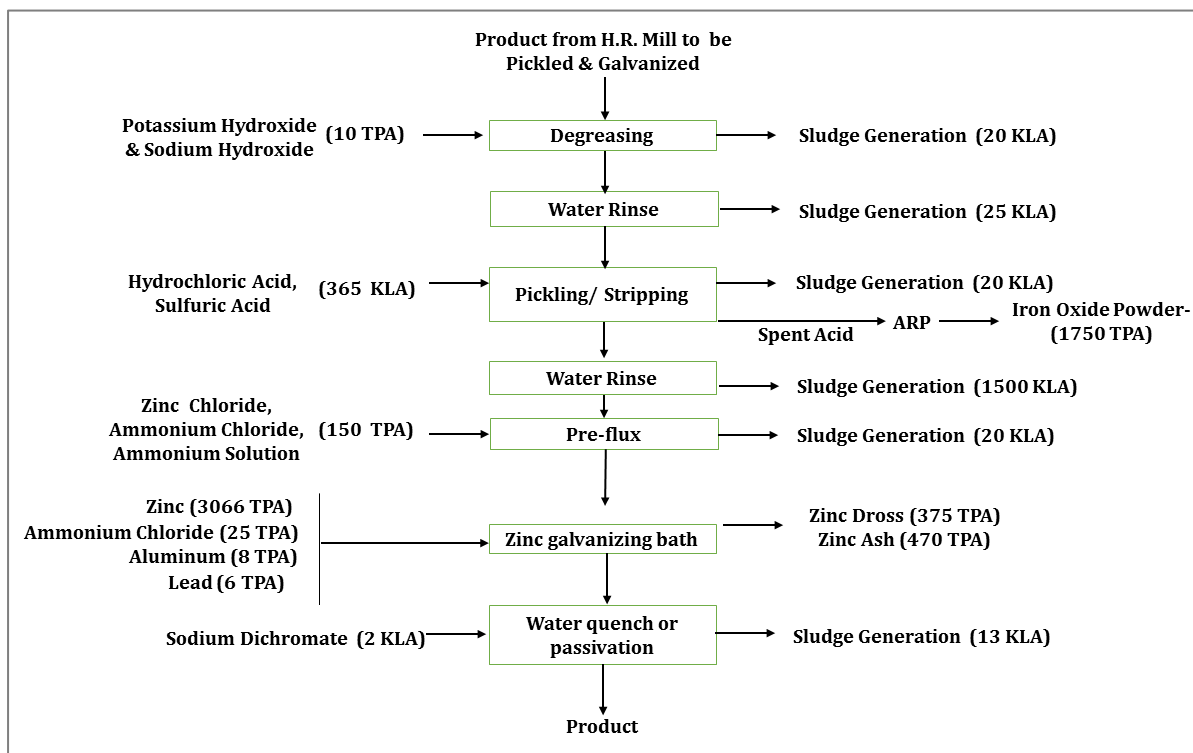 Product from H.R. Mill to be
Pickled & Galvanized
Potassium Hydroxide
& Sodium Hydroxide
(10 TPA)
Degreasing
Sludge Generation (20 KLA)
Water Rinse
Sludge Generation (25 KLA)
Hydrochloric Acid,
Sulfuric Acid
(365 KLA)
Pickling/ Stripping
Sludge Generation (20 KLA)
Spent Acid
ARP
Iron Oxide Powder-
(1750 TPA)
Water Rinse
Sludge Generation (1500 KLA)
Zinc Chloride,
Ammonium Chloride,
Ammonium Solution
(150 TPA)
Pre-flux
Sludge Generation (20 KLA)
Zinc (3066 TPA)
Ammonium Chloride (25 TPA)
Aluminum (8 TPA)
Lead (6 TPA)
Zinc galvanizing bath
Zinc Dross (375 TPA)
Zinc Ash (470 TPA)
Sodium Dichromate (2 KLA)
Water quench or
passivation
Sludge Generation (13 KLA)
Product